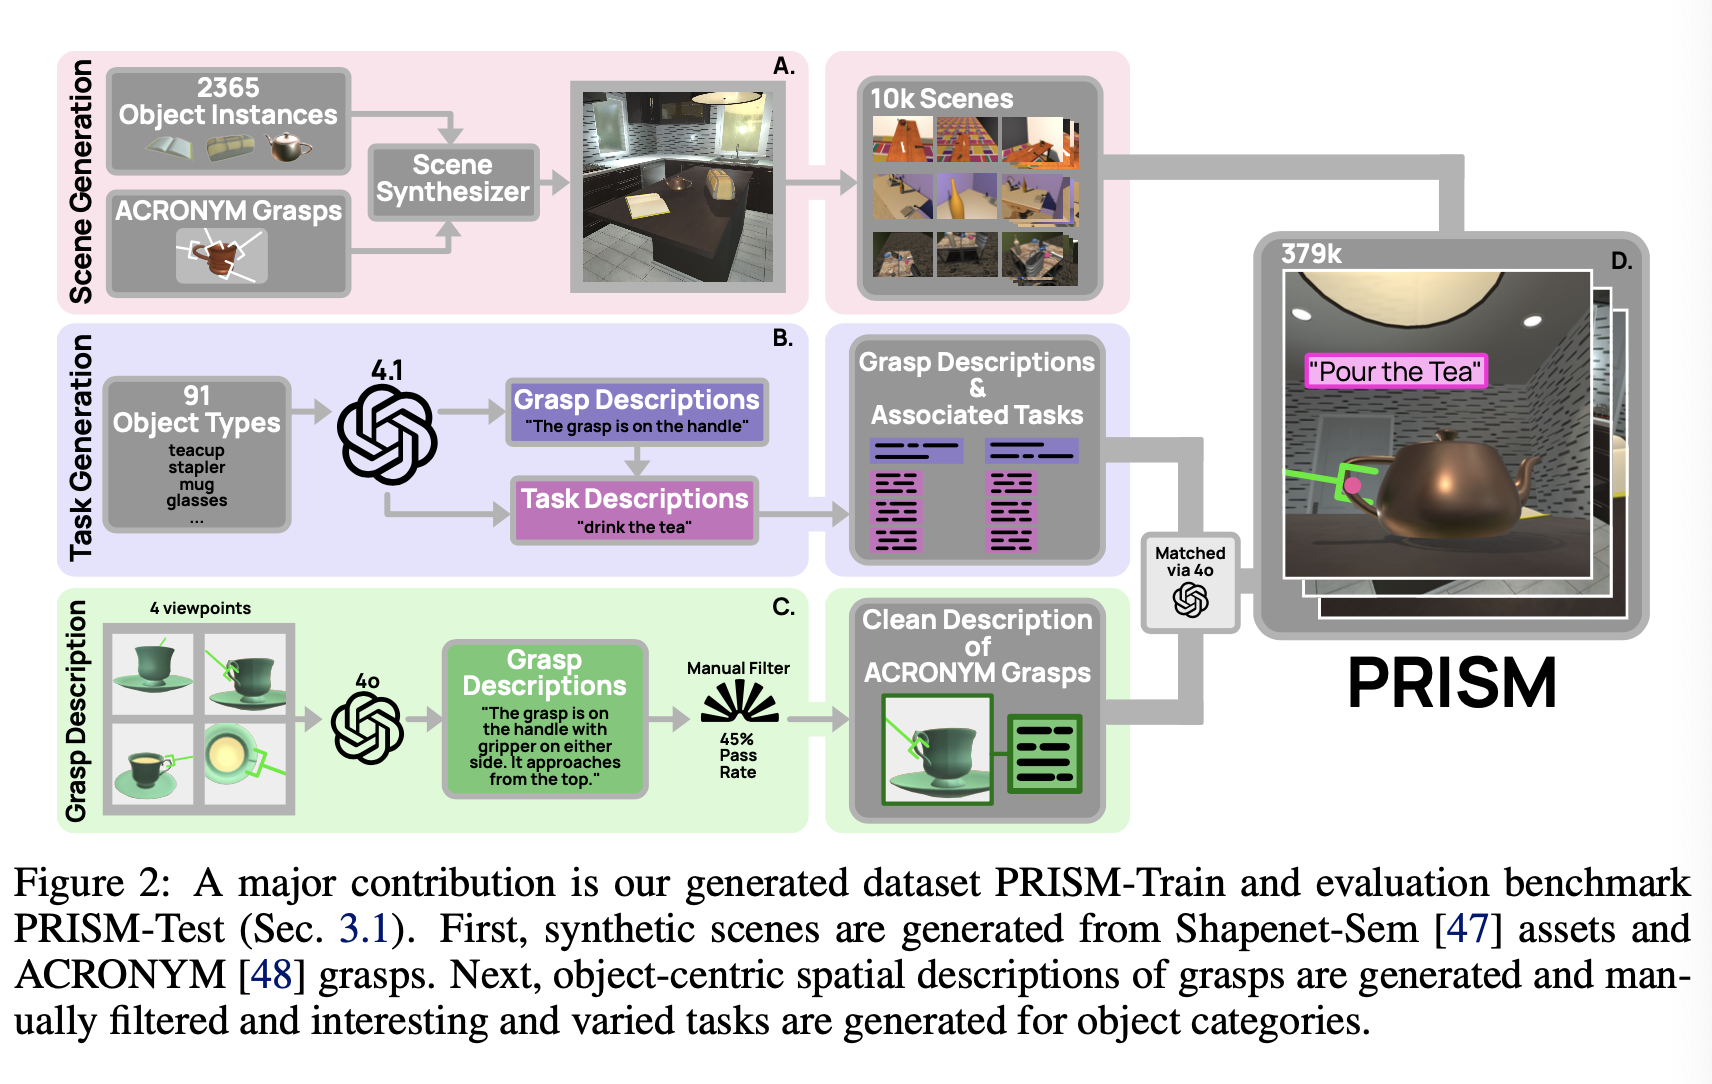 Scene Generation
A.
2365
Object Instances
ACRONYM Grasps
Scene
Synthesizer
10k Scenes
Task Generation
B.
91
Object Types
teacup
stapler
mug
glasses
...
4.1
Grasp Descriptions
"The grasp is on the handle"
Task Descriptions
"drink the tea"
Grasp Descriptions
&
Associated Tasks
Grasp Description
C.
4 viewpoints
4o
Grasp
Descriptions
"The grasp is on
the handle with
gripper on either
side. It approaches
from the top."
Manual Filter
45%
Pass
Rate
Clean Description
of
ACRONYM Grasps
Matched
via 4o
379k
D.
"Pour the Tea"
PRISM
Figure 2: A major contribution is our generated dataset PRISM-Train and evaluation benchmark
PRISM-Test (Sec. 3.1). First, synthetic scenes are generated from Shapenet-Sem [47] assets and
ACRONYM [48] grasps. Next, object-centric spatial descriptions of grasps are generated and man-
ually filtered and interesting and varied tasks are generated for object categories.